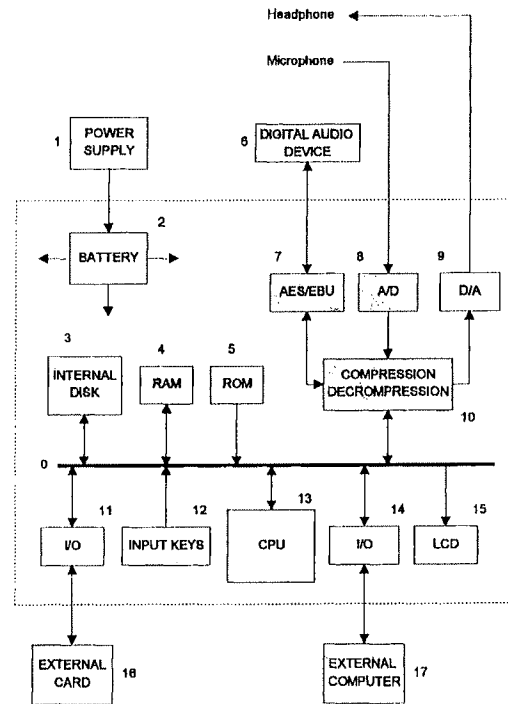 Headphone
Microphone
1
POWER
SUPPLY
6
DIGITAL AUDIO
DEVICE
2
BATTERY
7
AES/EBU
8
A/D
9
D/A
3
INTERNAL
DISK
4
RAM
5
ROM
COMPRESSION
DECROMPRESSION
10
0
11
I/O
12
INPUT KEYS
13
CPU
14
I/O
15
LCD
EXTERNAL
CARD
16
EXTERNAL
COMPUTER
17